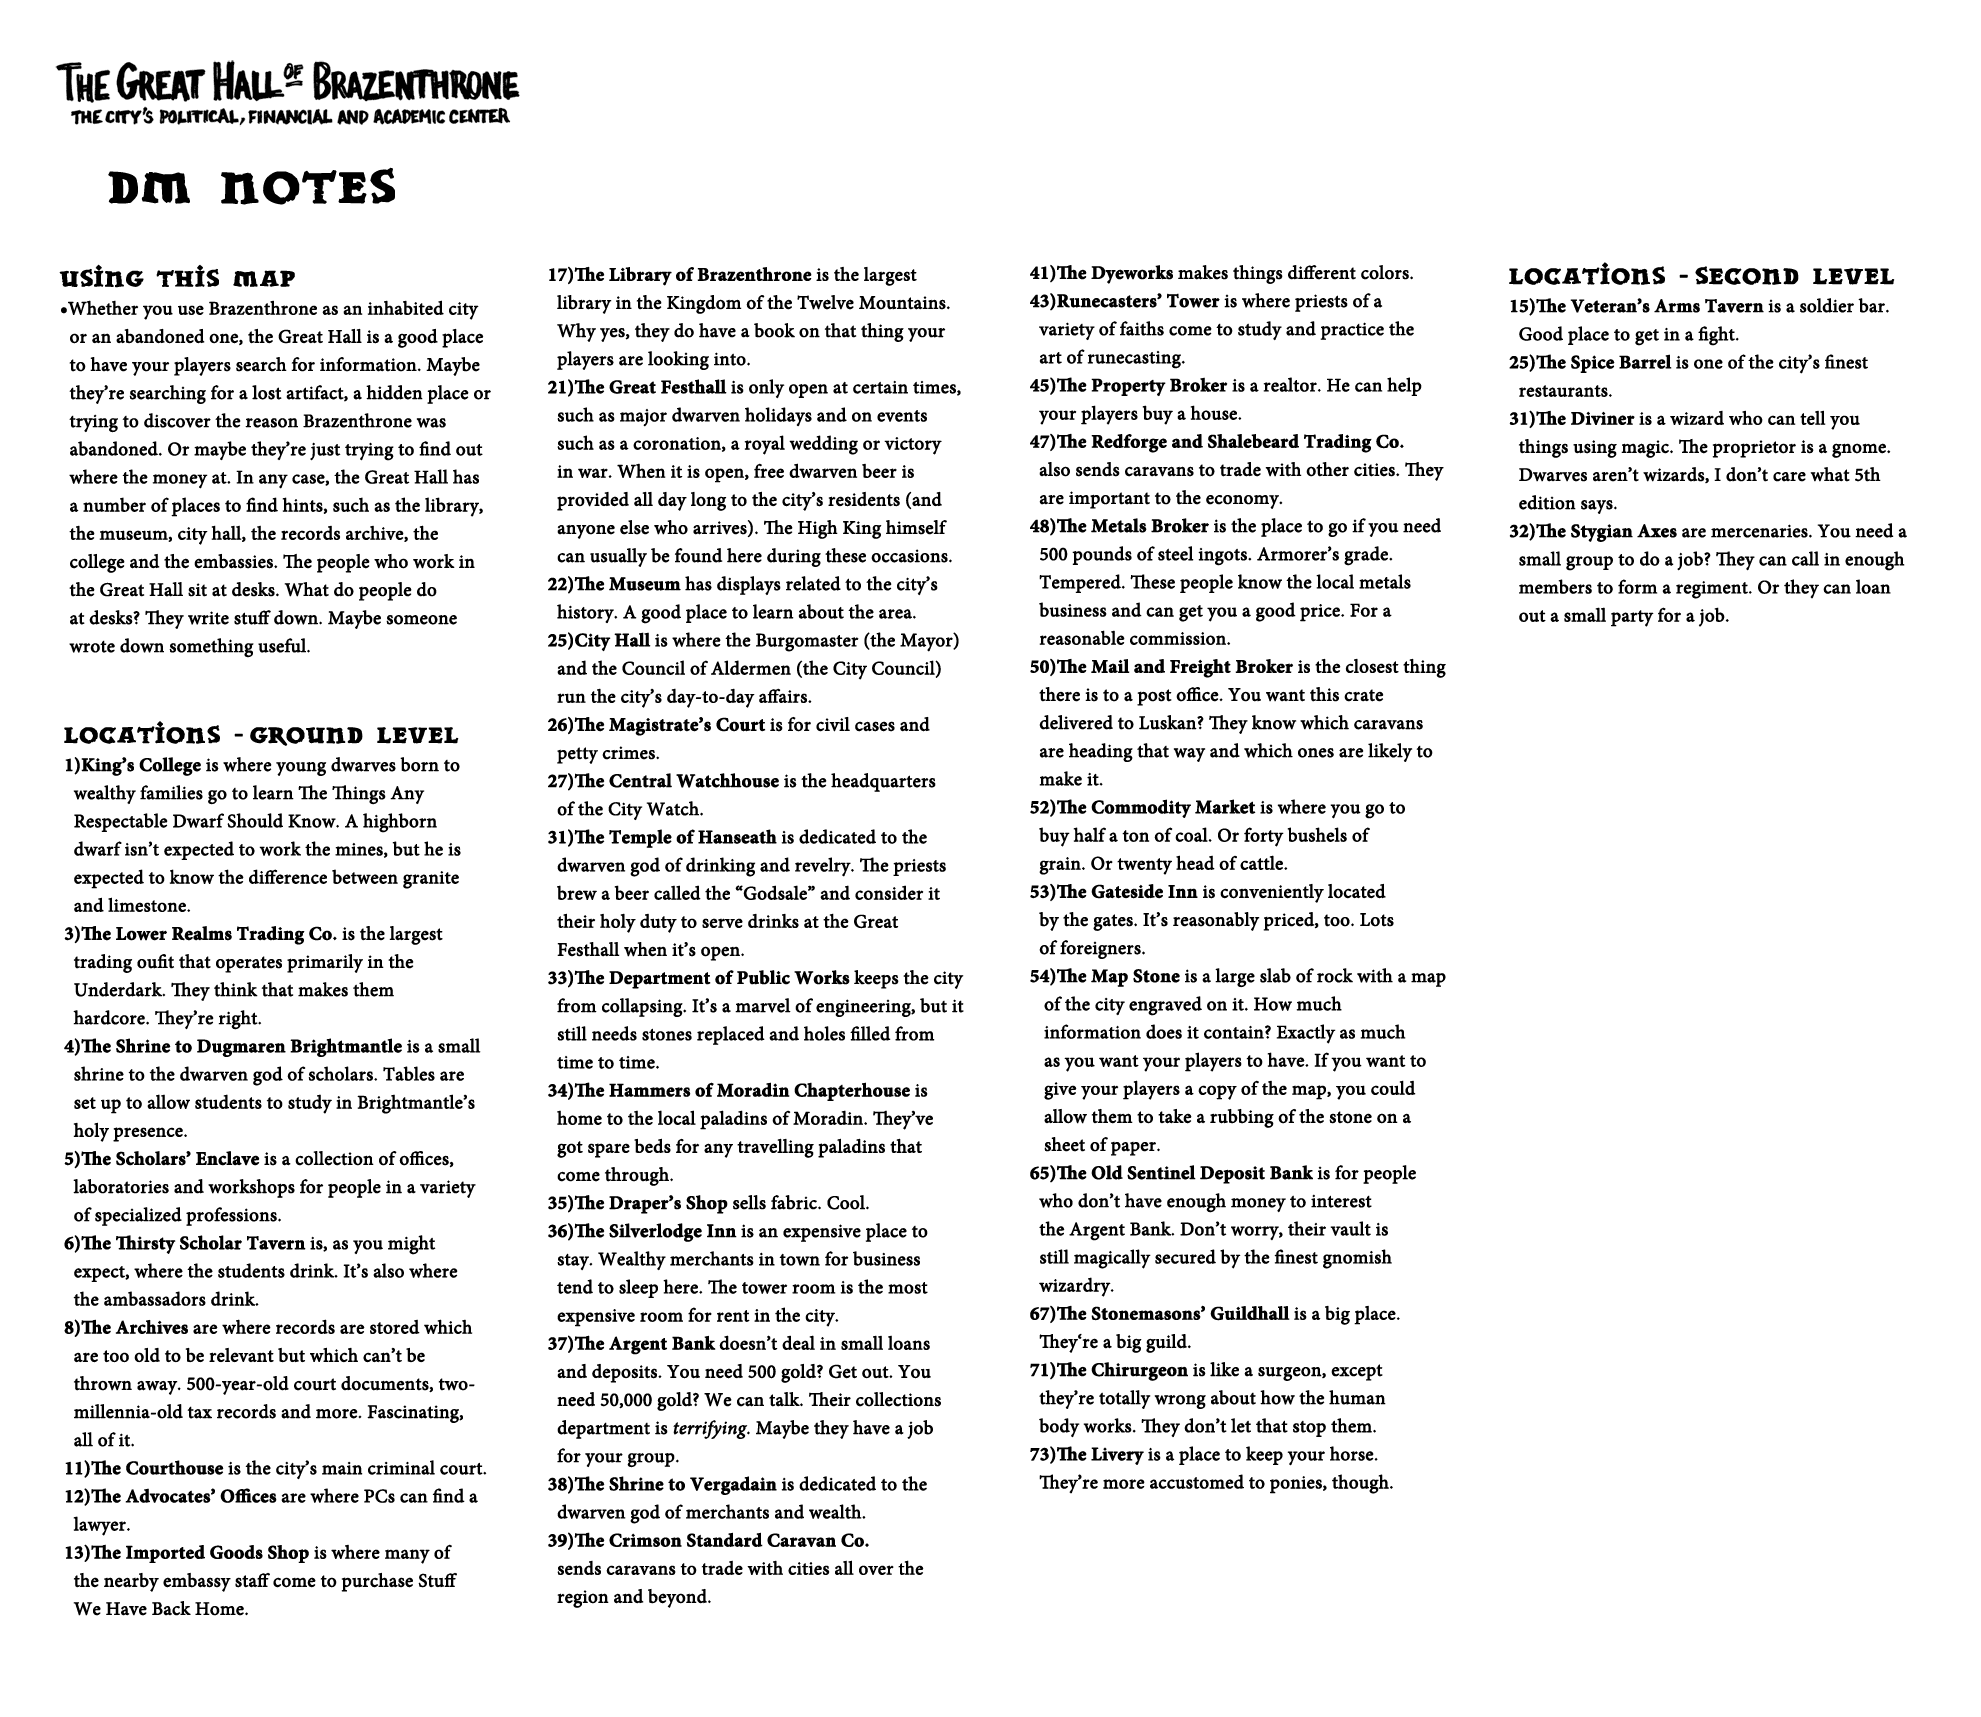 THE GREAT HALL OF BRAZENTHRONE
THE CITY'S POLITICAL, FINANCIAL AND ACADEMIC CENTER
DM NOTES
USING THIS MAP
•Whether you use Brazenthrone as an inhabited city
or an abandoned one, the Great Hall is a good place
to have your players search for information. Maybe
they're searching for a lost artifact, a hidden place or
trying to discover the reason Brazenthrone was
abandoned. Or maybe they're just trying to find out
where the money at. In any case, the Great Hall has
a number of places to find hints, such as the library,
the museum, city hall, the records archive, the
college and the embassies. The people who work in
the Great Hall sit at desks. What do people do
at desks? They write stuff down. Maybe someone
wrote down something useful.
LOCATIONS - GROUND LEVEL
1)King's College is where young dwarves born to
wealthy families go to learn The Things Any
Respectable Dwarf Should Know. A highborn
dwarf isn't expected to work the mines, but he is
expected to know the difference between granite
and limestone.
3)The Lower Realms Trading Co. is the largest
trading oufit that operates primarily in the
Underdark. They think that makes them
hardcore. They're right.
4)The Shrine to Dugmaren Brightmantle is a small
shrine to the dwarven god of scholars. Tables are
set up to allow students to study in Brightmantle's
holy presence.
5)The Scholars' Enclave is a collection of offices,
laboratories and workshops for people in a variety
of specialized professions.
6)The Thirsty Scholar Tavern is, as you might
expect, where the students drink. It's also where
the ambassadors drink.
8)The Archives are where records are stored which
are too old to be relevant but which can't be
thrown away. 500-year-old court documents, two-
millennia-old tax records and more. Fascinating,
all of it.
11)The Courthouse is the city's main criminal court.
12)The Advocates' Offices are where PCs can find a
lawyer.
13)The Imported Goods Shop is where many of
the nearby embassy staff come to purchase Stuff
We Have Back Home.
17)The Library of Brazenthrone is the largest
library in the Kingdom of the Twelve Mountains.
Why yes, they do have a book on that thing your
players are looking into.
21)The Great Festhall is only open at certain times,
such as major dwarven holidays and on events
such as a coronation, a royal wedding or victory
in war. When it is open, free dwarven beer is
provided all day long to the city's residents (and
anyone else who arrives). The High King himself
can usually be found here during these occasions.
22)The Museum has displays related to the city's
history. A good place to learn about the area.
25)City Hall is where the Burgomaster (the Mayor)
and the Council of Aldermen (the City Council)
run the city's day-to-day affairs.
26)The Magistrate's Court is for civil cases and
petty crimes.
27)The Central Watchhouse is the headquarters
of the City Watch.
31)The Temple of Hanseath is dedicated to the
dwarven god of drinking and revelry. The priests
brew a beer called the "Godsale" and consider it
their holy duty to serve drinks at the Great
Festhall when it's open.
33)The Department of Public Works keeps the city
from collapsing. It's a marvel of engineering, but it
still needs stones replaced and holes filled from
time to time.
34)The Hammers of Moradin Chapterhouse is
home to the local paladins of Moradin. They've
got spare beds for any travelling paladins that
come through.
35)The Draper's Shop sells fabric. Cool.
36)The Silverlodge Inn is an expensive place to
stay. Wealthy merchants in town for business
tend to sleep here. The tower room is the most
expensive room for rent in the city.
37)The Argent Bank doesn't deal in small loans
and deposits. You need 500 gold? Get out. You
need 50,000 gold? We can talk. Their collections
department is terrifying. Maybe they have a job
for your group.
38)The Shrine to Vergadain is dedicated to the
dwarven god of merchants and wealth.
39)The Crimson Standard Caravan Co.
sends caravans to trade with cities all over the
region and beyond.
41)The Dyeworks makes things different colors.
43)Runecasters' Tower is where priests of a
variety of faiths come to study and practice the
art of runecasting.
45)The Property Broker is a realtor. He can help
your players buy a house.
47)The Redforge and Shalebeard Trading Co.
also sends caravans to trade with other cities. They
are important to the economy.
48)The Metals Broker is the place to go if you need
500 pounds of steel ingots. Armorer's grade.
Tempered. These people know the local metals
business and can get you a good price. For a
reasonable commission.
50)The Mail and Freight Broker is the closest thing
there is to a post office. You want this crate
delivered to Luskan? They know which caravans
are heading that way and which ones are likely to
make it.
52)The Commodity Market is where you go to
buy half a ton of coal. Or forty bushels of
grain. Or twenty head of cattle.
53)The Gateside Inn is conveniently located
by the gates. It's reasonably priced, too. Lots
of foreigners.
54)The Map Stone is a large slab of rock with a map
of the city engraved on it. How much
information does it contain? Exactly as much
as you want your players to have. If you want to
give your players a copy of the map, you could
allow them to take a rubbing of the stone on a
sheet of paper.
65)The Old Sentinel Deposit Bank is for people
who don't have enough money to interest
the Argent Bank. Don't worry, their vault is
still magically secured by the finest gnomish
wizardry.
67)The Stonemasons' Guildhall is a big place.
They‘re a big guild.
71)The Chirurgeon is like a surgeon, except
they're totally wrong about how the human
body works. They don't let that stop them.
73)The Livery is a place to keep your horse.
They're more accustomed to ponies, though.
LOCATIONS - SECOND LEVEL
15)The Veteran's Arms Tavern is a soldier bar.
Good place to get in a fight.
25)The Spice Barrel is one of the city's finest
restaurants.
31)The Diviner is a wizard who can tell you
things using magic. The proprietor is a gnome.
Dwarves aren't wizards, I don't care what 5th
edition says.
32)The Stygian Axes are mercenaries. You need a
small group to do a job? They can call in enough
members to form a regiment. Or they can loan
out a small party for a job.